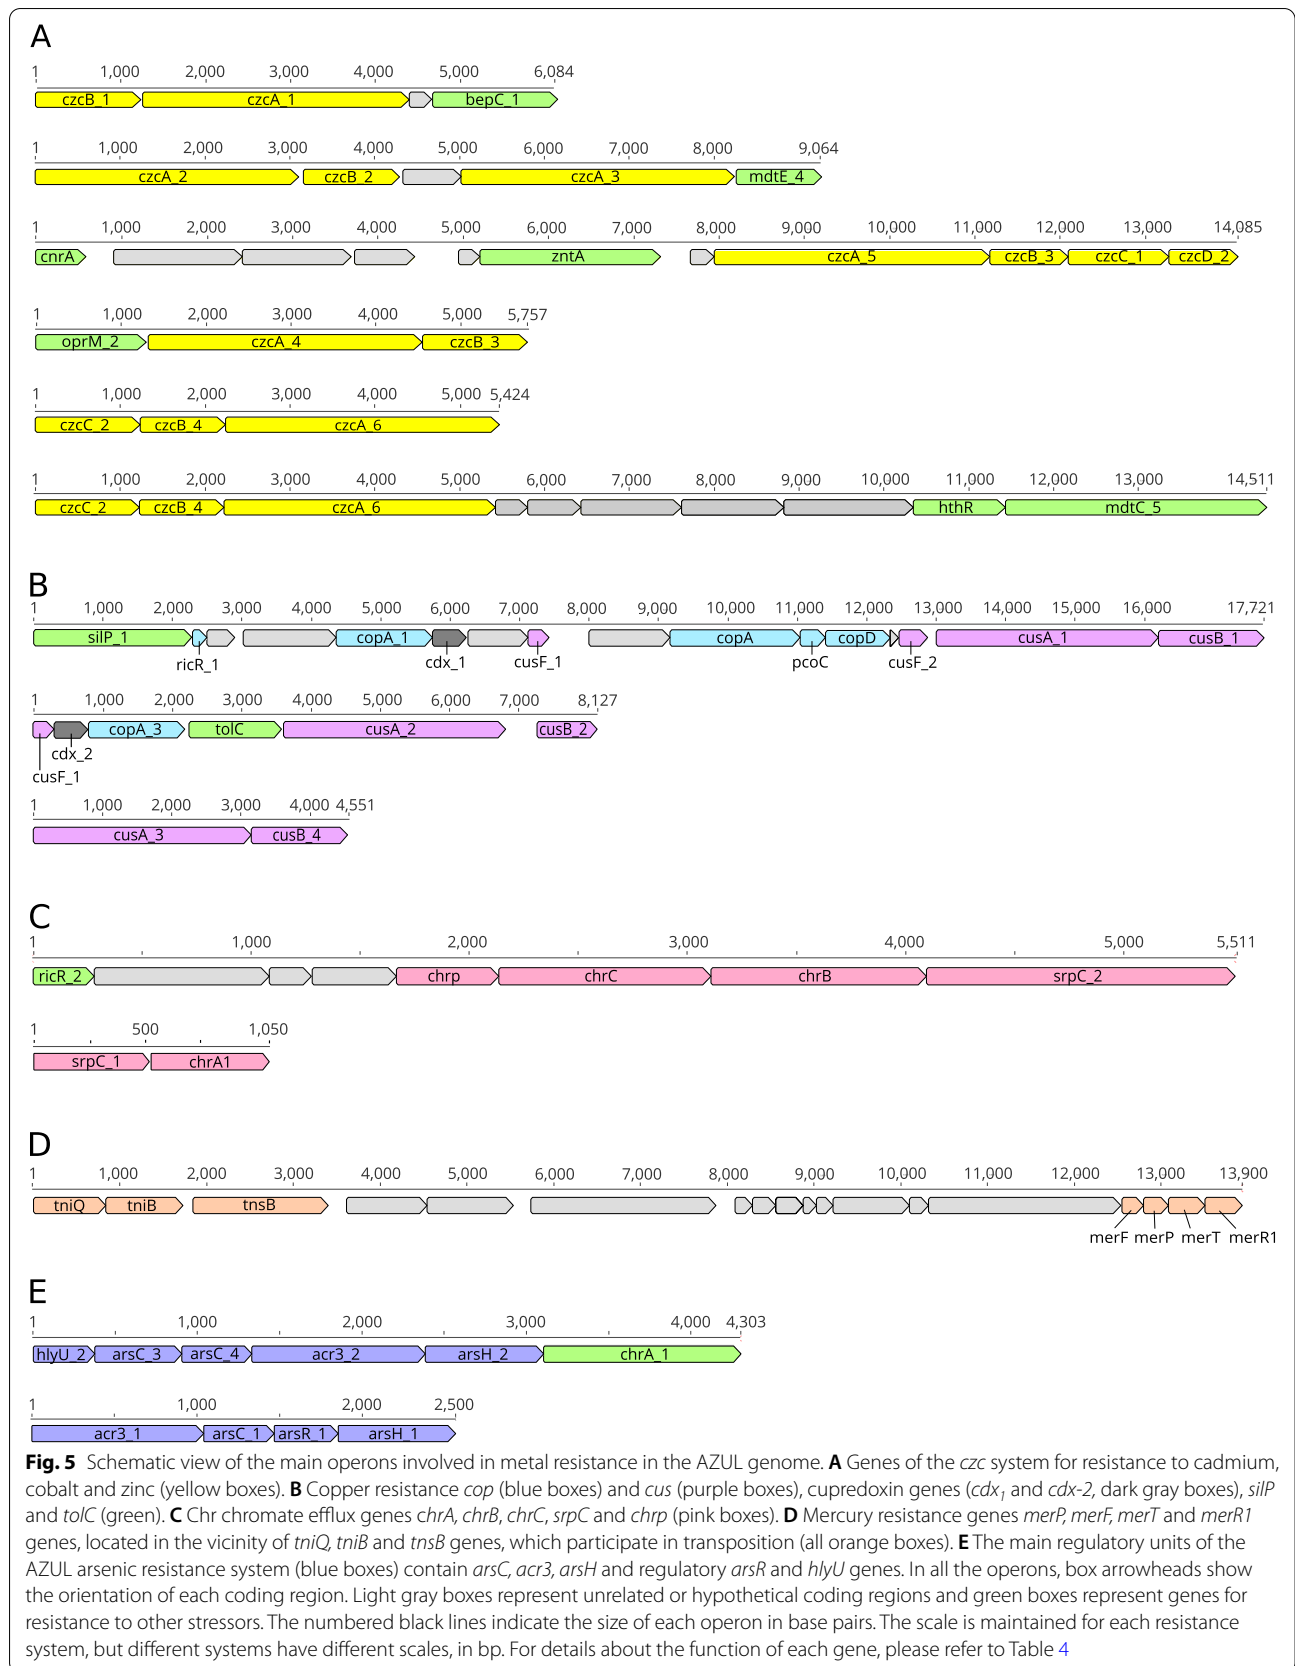 A
1 1,000 2,000 3,000 4,000 5,000 6,084
czcB_1 czcA_1 bepC_1
1 1,000 2,000 3,000 4,000 5,000 6,000 7,000 8,000 9,064
czcA_2 czcB_2 czcA_3 mdtE_4
1 1,000 2,000 3,000 4,000 5,000 6,000 7,000 8,000 9,000 10,000 11,000 12,000 13,000 14,085
cnrA zntA czcA_5 czcB_3 czcC_1 czcD_2
1 1,000 2,000 3,000 4,000 5,000 5,757
oprM_2 czcA_4 czcB_3
1 1,000 2,000 3,000 4,000 5,000 5,424
czcC_2 czcB_4 czcA_6
1 1,000 2,000 3,000 4,000 5,000 6,000 7,000 8,000 9,000 10,000 11,000 12,000 13,000 14,511
czcC_2 czcB_4 czcA_6 hthR mdtC_5
B
1 1,000 2,000 3,000 4,000 5,000 6,000 7,000 8,000 9,000 10,000 11,000 12,000 13,000 14,000 15,000 16,000 17,721
silP_1 copA_1 copA copD cusA_1 cusB_1
ricR_1 cdx_1 cusF_1 pcoC cusF_2
1 1,000 2,000 3,000 4,000 5,000 6,000 7,000 8,127
copA_3 tolC cusA_2 cusB_2
cdx_2
cusF_1
1 1,000 2,000 3,000 4,000 4,551
cusA_3 cusB_4
C
1 1,000 2,000 3,000 4,000 5,000 5,511
ricR_2 chrp chrC chrB srpC_2
1 500 1,050
srpC_1 chrA1
D
1 1,000 2,000 3,000 4,000 5,000 6,000 7,000 8,000 9,000 10,000 11,000 12,000 13,000 13,900
tniQ tniB tnsB
merF merP merT merR1
E
1 1,000 2,000 3,000 4,000 4,303
hlyU_2 arsC_3 arsC_4 acr3_2 arsH_2 chrA_1
1 1,000 2,000 2,500
acr3_1 arsC_1 arsR_1 arsH_1
Fig. 5 Schematic view of the main operons involved in metal resistance in the AZUL genome. A Genes of the czc system for resistance to cadmium,
cobalt and zinc (yellow boxes). B Copper resistance cop (blue boxes) and cus (purple boxes), cupredoxin genes (cdx1 and cdx-2, dark gray boxes), silP
and tolC (green). C Chr chromate efflux genes chrA, chrB, chrC, srpC and chrp (pink boxes). D Mercury resistance genes merP, merF, merT and merR1
genes, located in the vicinity of tniQ, tniB and tnsB genes, which participate in transposition (all orange boxes). E The main regulatory units of the
AZUL arsenic resistance system (blue boxes) contain arsC, acr3, arsH and regulatory arsR and hlyU genes. In all the operons, box arrowheads show
the orientation of each coding region. Light gray boxes represent unrelated or hypothetical coding regions and green boxes represent genes for
resistance to other stressors. The numbered black lines indicate the size of each operon in base pairs. The scale is maintained for each resistance
system, but different systems have different scales, in bp. For details about the function of each gene, please refer to Table 4